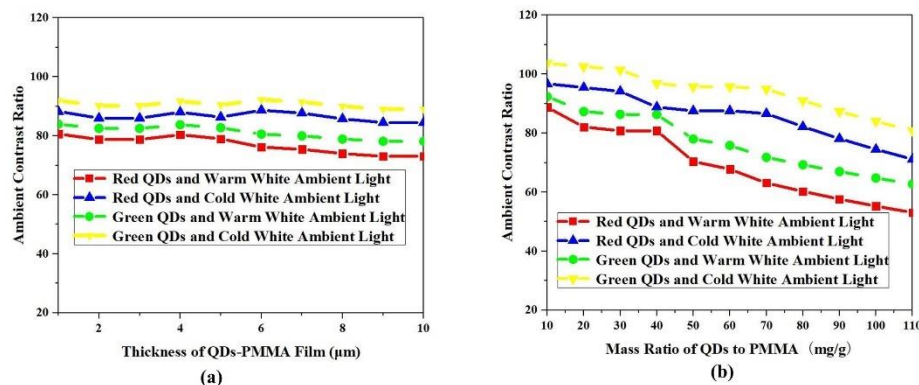 120
100
80
60
40
20
Ambient Contrast Ratio
Red QDs and Warm White Ambient Light
Red QDs and Cold White Ambient Light
Green QDs and Warm White Ambient Light
Green QDs and Cold White Ambient Light
2 4 6 8 10
Thickness of QDs-PMMA Film (μm)
(a)
120
100
80
60
40
20
Ambient Contrast Ratio
Red QDs and Warm White Ambient Light
Red QDs and Cold White Ambient Light
Green QDs and Warm White Ambient Light
Green QDs and Cold White Ambient Light
10 20 30 40 50 60 70 80 90 100 110
Mass Ratio of QDs to PMMA (mg/g)
(b)